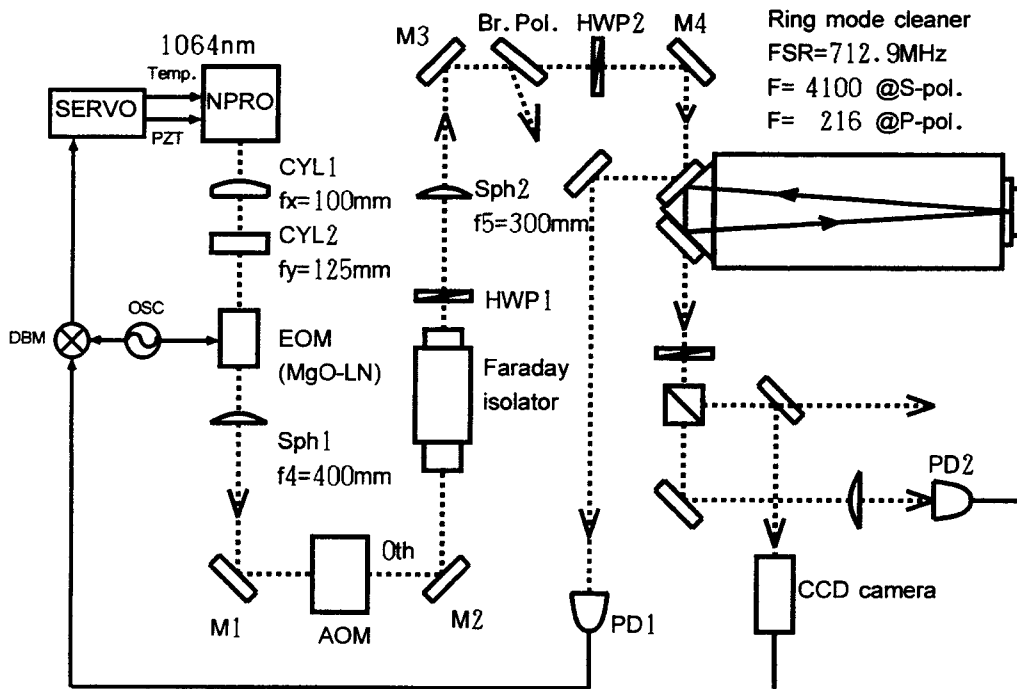 1064nm
Temp.
SERVO
NPRO
PZT
CYL1
fx=100mm
CYL2
fy=125mm
OSC
DBM
EOM
(MgO-LN)
Sph1
f4=400mm
M1
AOM
0th
M2
Faraday
isolator
HWP1
Sph2
f5=300mm
M3
Br. Pol.
HWP2
M4
Ring mode cleaner
FSR=712.9MHz
F= 4100 @S-pol.
F= 216 @P-pol.
PD1
PD2
CCD camera